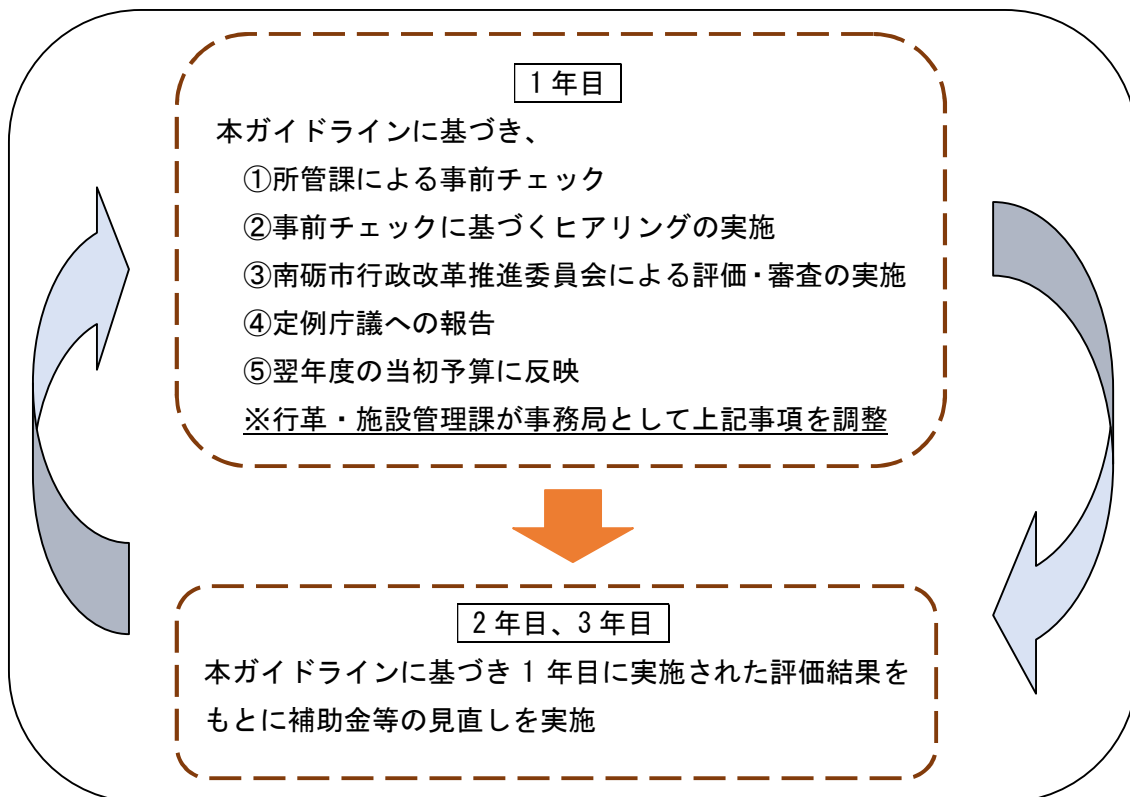 1年目
本ガイドラインに基づき、
①所管課による事前チェック
②事前チェックに基づくヒアリングの実施
③南砺市行政改革推進委員会による評価・審査の実施
④定例庁議への報告
⑤翌年度の当初予算に反映
※行革・施設管理課が事務局として上記事項を調整
2年目、3年目
本ガイドラインに基づき 1 年目に実施された評価結果を
もとに補助金等の見直しを実施